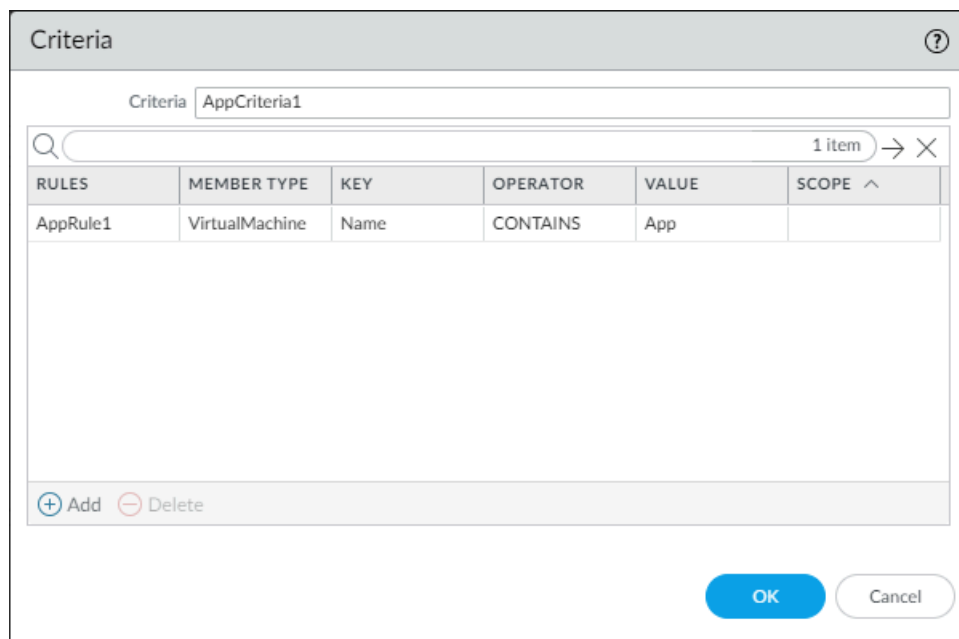 Criteria
Criteria AppCriteria1
1 item
RULES MEMBER TYPE KEY OPERATOR VALUE SCOPE
AppRule1 VirtualMachine Name CONTAINS App
Add Delete
OK Cancel